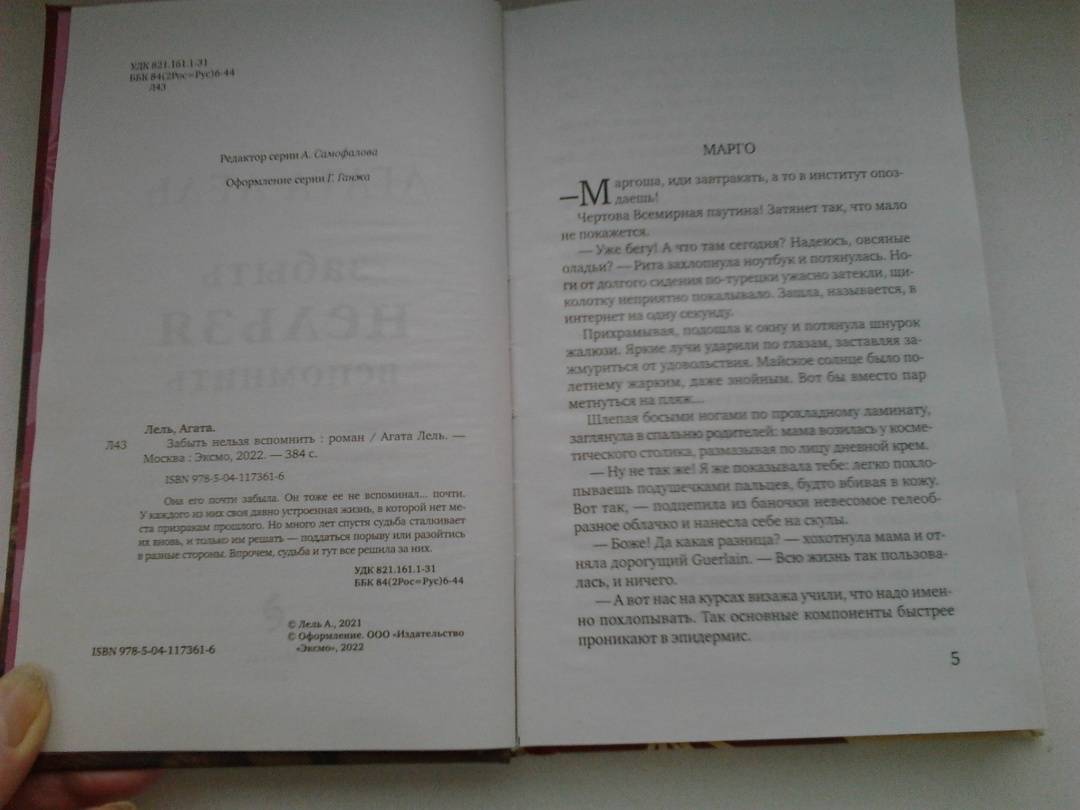 УДК 821.161.1-31
ББК 84(2Рос=Рус)6-44
Л43
Редактор серии А. Самофалова
Оформление серии Г. Ганжа
Лель, Агата.
Л43 Забыть нельзя вспомнить : роман / Агата Лель. —
Москва : Эксмо, 2022. — 384 с.
ISBN 978-5-04-117361-6
Она его почти забыла. Он тоже ее не вспоминал... почти.
У каждого из них своя давно устроенная жизнь, в которой нет ме-
ста призракам прошлого. Но много лет спустя судьба сталкивает
их вновь, и только им решать — поддаться порыву или разойтись
в разные стороны. Впрочем, судьба и тут все решила за них.
УДК 821.161.1-31
ББК 84(2Рос=Рус)6-44
© Лель А., 2021
© Оформление. ООО «Издательство
«Эксмо», 2022
ISBN 978-5-04-117361-6
МАРГО
—Маргоша, иди завтракать, а то в институт опоз-
даешь!
Чертова Всемирная паутина! Затянет так, что мало
не покажется.
— Уже бегу! А что там сегодня? Надеюсь, овсяные
оладьи? — Рита захлопнула ноутбук и потянулась. Но-
ги от долгого сидения по-турецки ужасно затекли, щи-
колотку неприятно покалывало. Зашла, называется, в
интернет на одну секунду.
Прихрамывая, подошла к окну и потянула шнурок
жалюзи. Яркие лучи ударили по глазам, заставляя за-
жмуриться от удовольствия. Майское солнце было по-
летнему жарким, даже знойным. Вот бы вместо пар
метнуться на пляж...
Шлепая босыми ногами по прохладному ламинату,
заглянула в спальню родителей: мама возилась у косме-
тического столика, размазывая по лицу дневной крем.
— Ну не так же! Я же показывала тебе: легко похло-
пываешь подушечками пальцев, будто вбивая в кожу.
Вот так, — подцепила из баночки невесомое гелеоб-
разное облачко и нанесла себе на скулы.
— Боже! Да какая разница? — хохотнула мама и от-
няла дорогущий Guerlain. — Всю жизнь так пользова-
лась, и ничего.
— А вот нас на курсах визажа учили, что надо имен-
но похлопывать. Так основные компоненты быстрее
проникают в эпидермис.
5